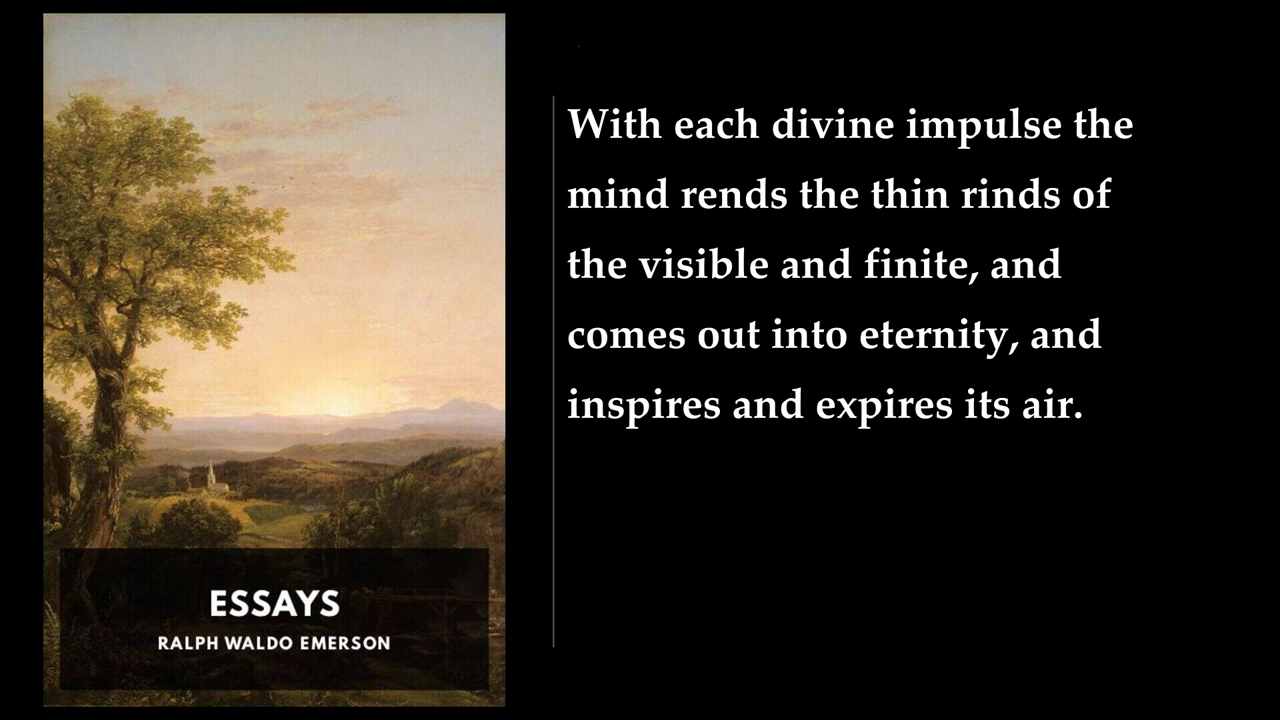 ESSAYS
RALPH WALDO EMERSON
With each divine impulse the
mind rends the thin rinds of
the visible and finite, and
comes out into eternity, and
inspires and expires its air.